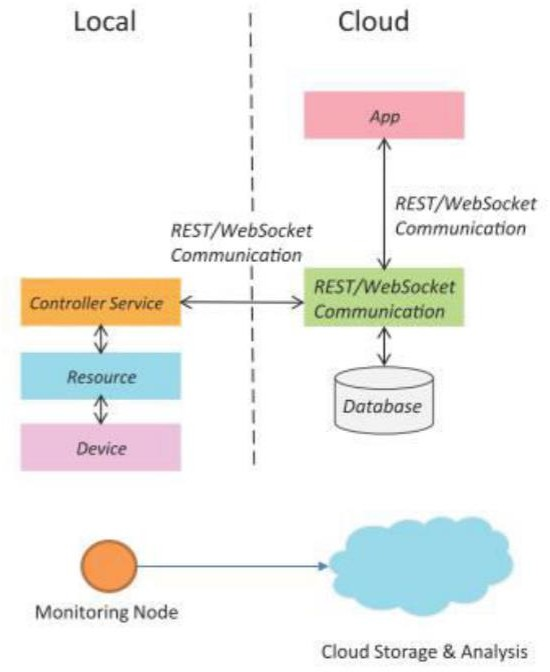 Local
Cloud
App
REST/WebSocket
Communication
REST/WebSocket
Communication
Controller Service
REST/WebSocket
Communication
Resource
Database
Device
Monitoring Node
Cloud Storage & Analysis